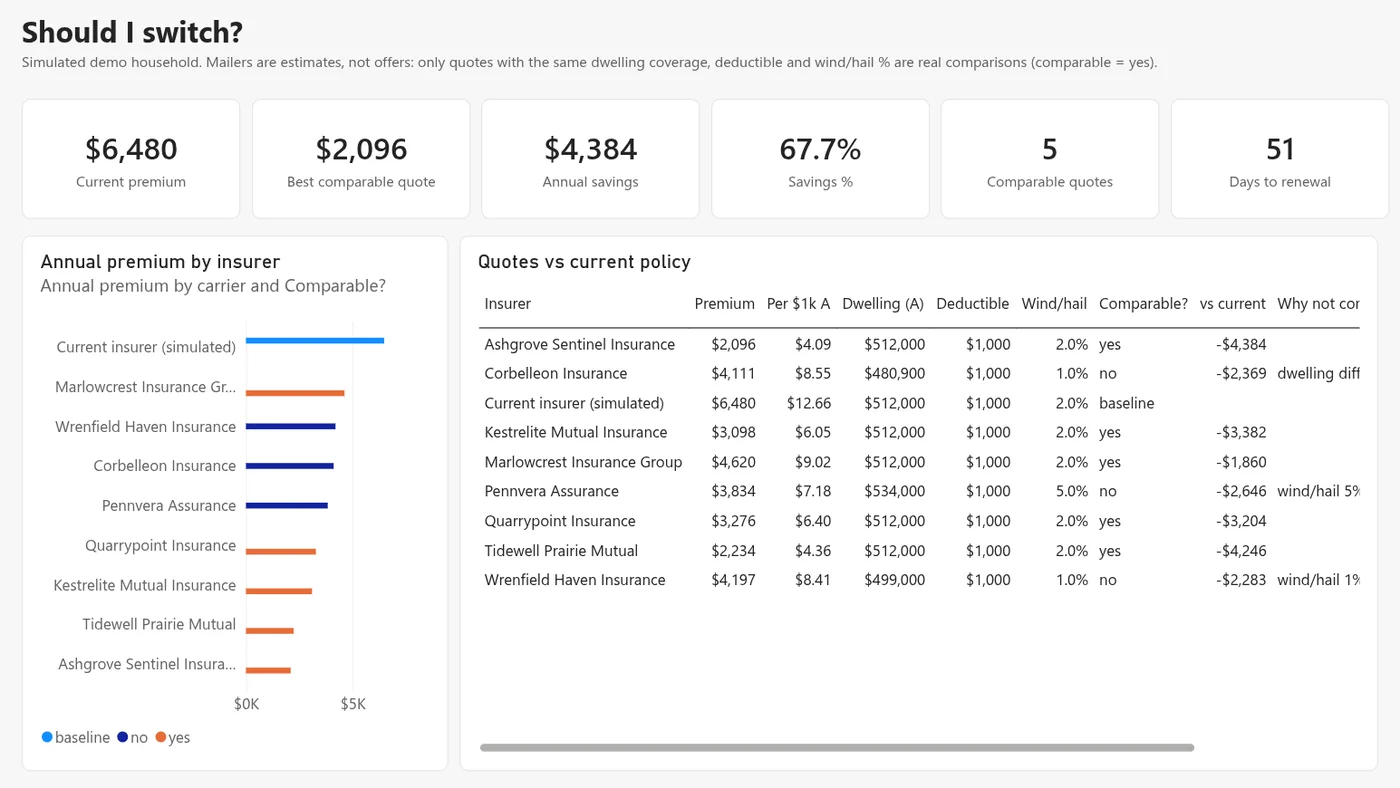 Should I switch?
Simulated demo household. Mailers are estimates, not offers: only quotes with the same dwelling coverage, deductible and wind/hail % are real comparisons (comparable = yes).
$6,480
Current premium
$2,096
Best comparable quote
$4,384
Annual savings
67.7%
Savings %
5
Comparable quotes
51
Days to renewal
Annual premium by insurer
Annual premium by carrier and Comparable?
Current insurer (simulated)
Marlowcrest Insurance Gr...
Wrenfield Haven Insurance
Corbelleon Insurance
Pennvera Assurance
Quarrypoint Insurance
Kestrelite Mutual Insurance
Tidewell Prairie Mutual
Ashgrove Sentinel Insura...
$0K $5K
baseline no yes
Quotes vs current policy
Insurer Premium Per $1k A Dwelling (A) Deductible Wind/hail Comparable? vs current Why not cor
Ashgrove Sentinel Insurance $2,096 $4.09 $512,000 $1,000 2.0% yes -$4,384
Corbelleon Insurance $4,111 $8.55 $480,900 $1,000 1.0% no -$2,369 dwelling diff
Current insurer (simulated) $6,480 $12.66 $512,000 $1,000 2.0% baseline
Kestrelite Mutual Insurance $3,098 $6.05 $512,000 $1,000 2.0% yes -$3,382
Marlowcrest Insurance Group $4,620 $9.02 $512,000 $1,000 2.0% yes -$1,860
Pennvera Assurance $3,834 $7.18 $534,000 $1,000 5.0% no -$2,646 wind/hail 5%
Quarrypoint Insurance $3,276 $6.40 $512,000 $1,000 2.0% yes -$3,204
Tidewell Prairie Mutual $2,234 $4.36 $512,000 $1,000 2.0% yes -$4,246
Wrenfield Haven Insurance $4,197 $8.41 $499,000 $1,000 1.0% no -$2,283 wind/hail 1%